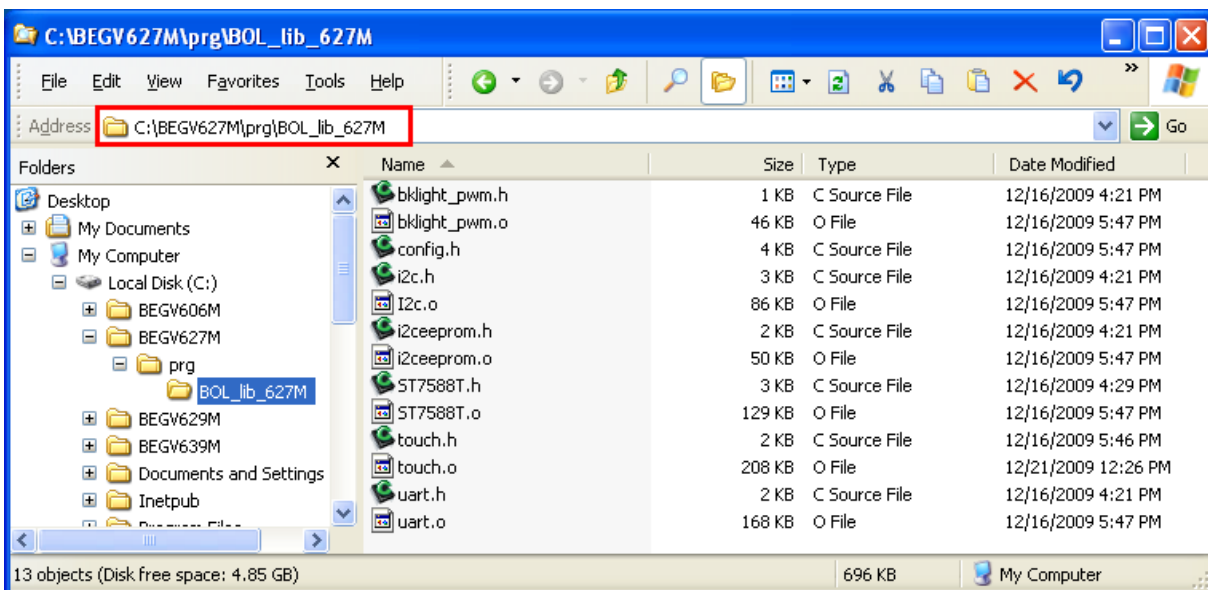 C:\BEGV627M\prg\BOL_lib_627M
File Edit View Favorites Tools Help »
Address C:\BEGV627M\prg\BOL_lib_627M Go
Folders x Name Size Type Date Modified
Desktop
My Documents
My Computer
Local Disk (C:)
BEGV606M
BEGV627M
prg
BOL_lib_627M
BEGV629M
BEGV639M
Documents and Settings
Inetpub
Program Files
bklight_pwm.h 1 KB C Source File 12/16/2009 4:21 PM
bklight_pwm.o 46 KB O File 12/16/2009 5:47 PM
config.h 4 KB C Source File 12/16/2009 5:47 PM
i2c.h 3 KB C Source File 12/16/2009 4:21 PM
I2c.o 86 KB O File 12/16/2009 5:47 PM
i2ceeprom.h 2 KB C Source File 12/16/2009 4:21 PM
i2ceeprom.o 50 KB O File 12/16/2009 5:47 PM
ST7588T.h 3 KB C Source File 12/16/2009 4:29 PM
ST7588T.o 129 KB O File 12/16/2009 5:47 PM
touch.h 2 KB C Source File 12/16/2009 5:46 PM
touch.o 208 KB O File 12/21/2009 12:26 PM
uart.h 2 KB C Source File 12/16/2009 4:21 PM
uart.o 168 KB O File 12/16/2009 5:47 PM
13 objects (Disk free space: 4.85 GB) 696 KB My Computer